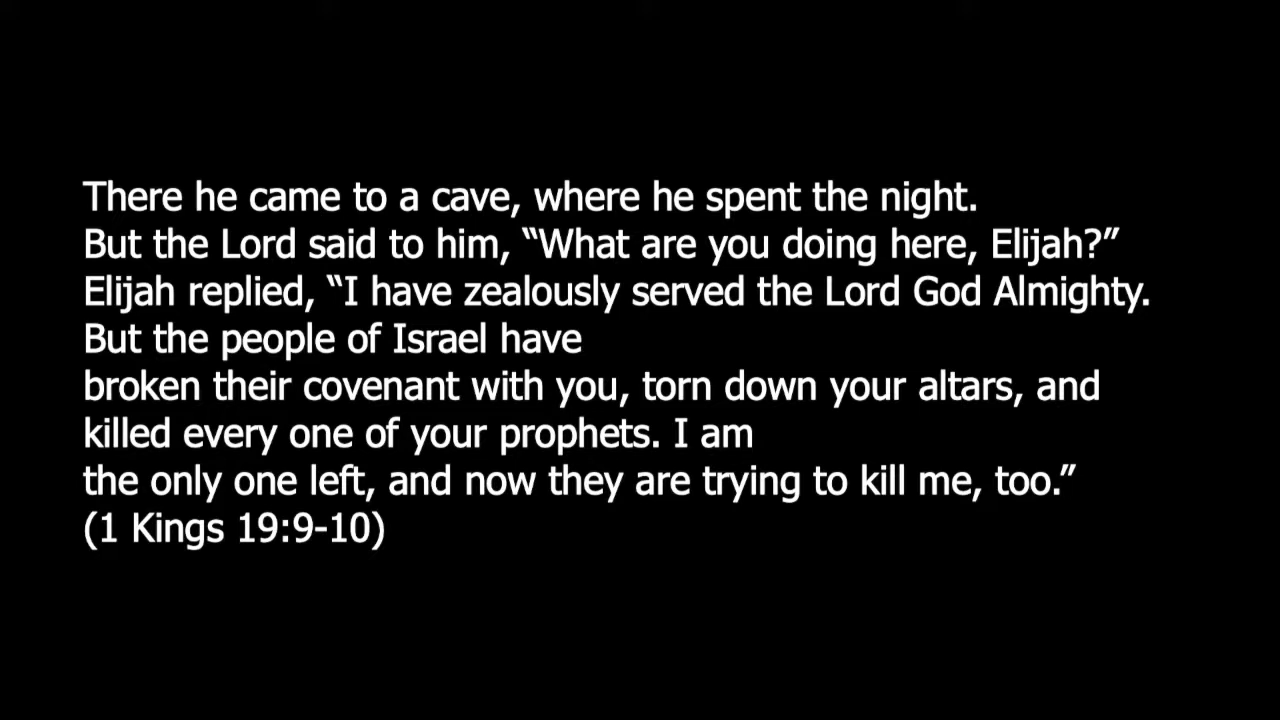 There he came to a cave, where he spent the night.
But the Lord said to him, “What are you doing here, Elijah?”
Elijah replied, “I have zealously served the Lord God Almighty.
But the people of Israel have
broken their covenant with you, torn down your altars, and
killed every one of your prophets. I am
the only one left, and now they are trying to kill me, too.”
(1 Kings 19:9-10)